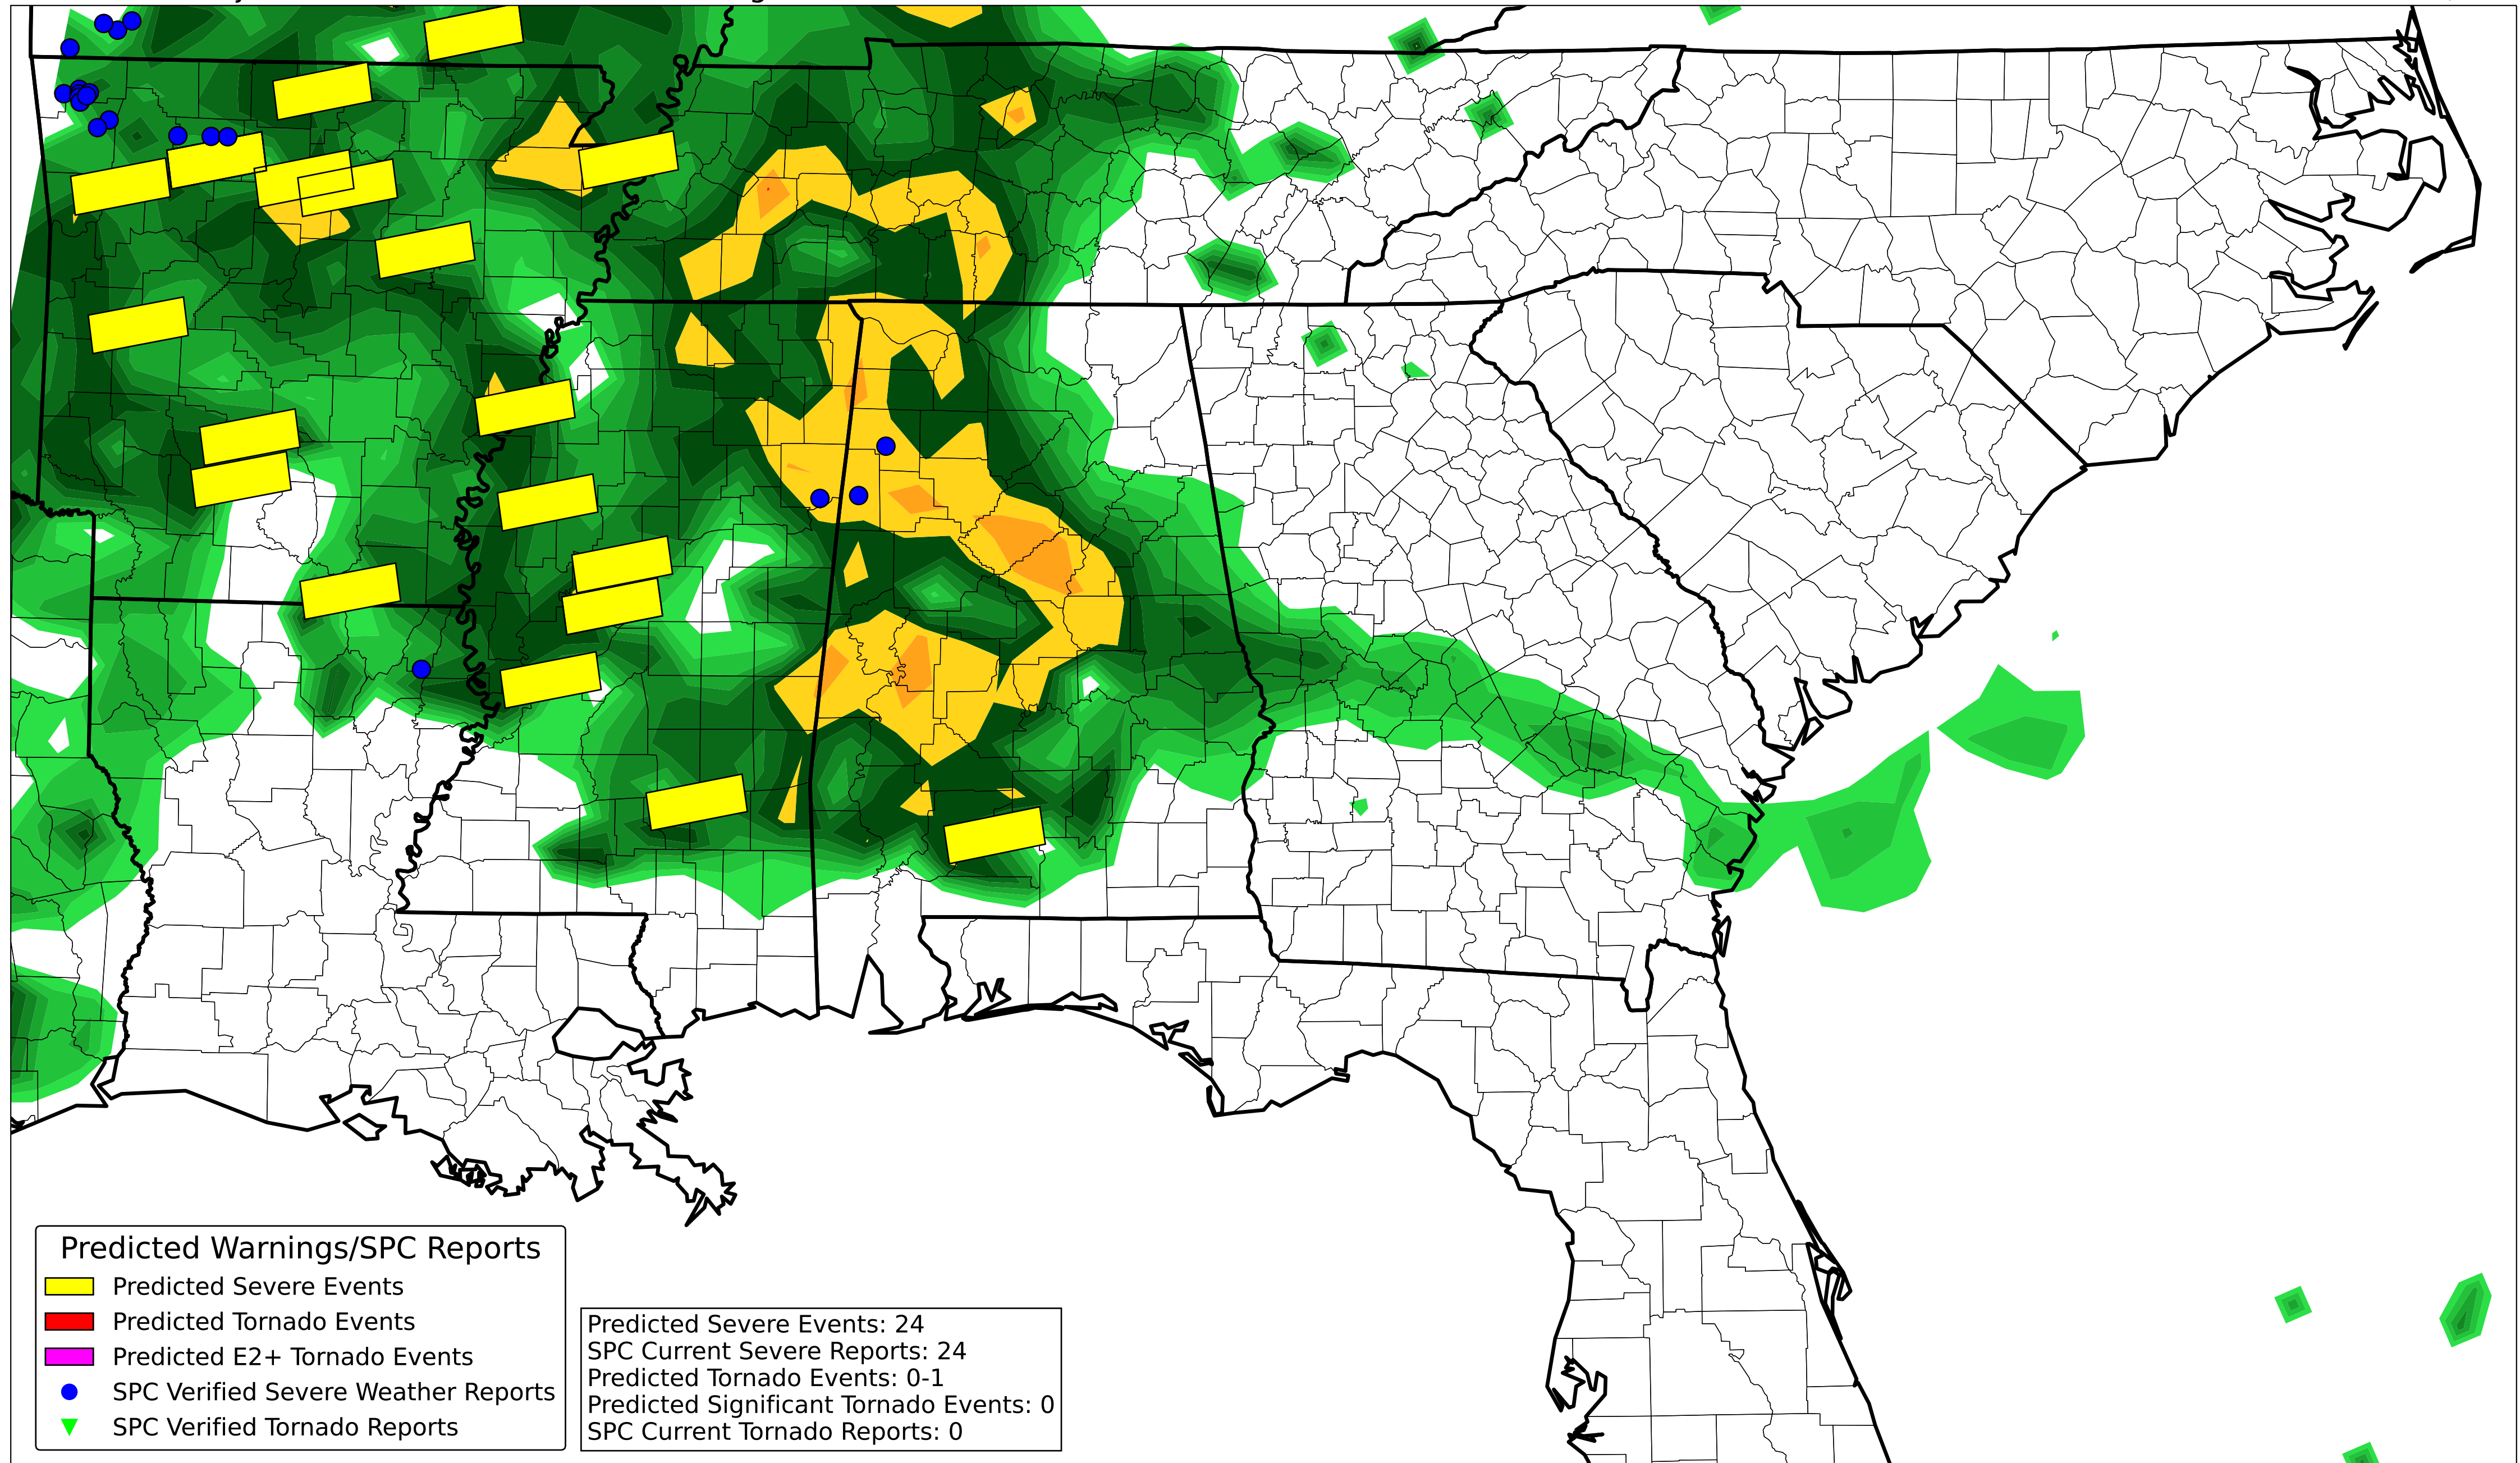 Predicted Warnings/SPC Reports
Predicted Severe Events
Predicted Tornado Events
Predicted E2+ Tornado Events
SPC Verified Severe Weather Reports
SPC Verified Tornado Reports
Predicted Severe Events: 24
SPC Current Severe Reports: 24
Predicted Tornado Events: 0-1
Predicted Significant Tornado Events: 0
SPC Current Tornado Reports: 0